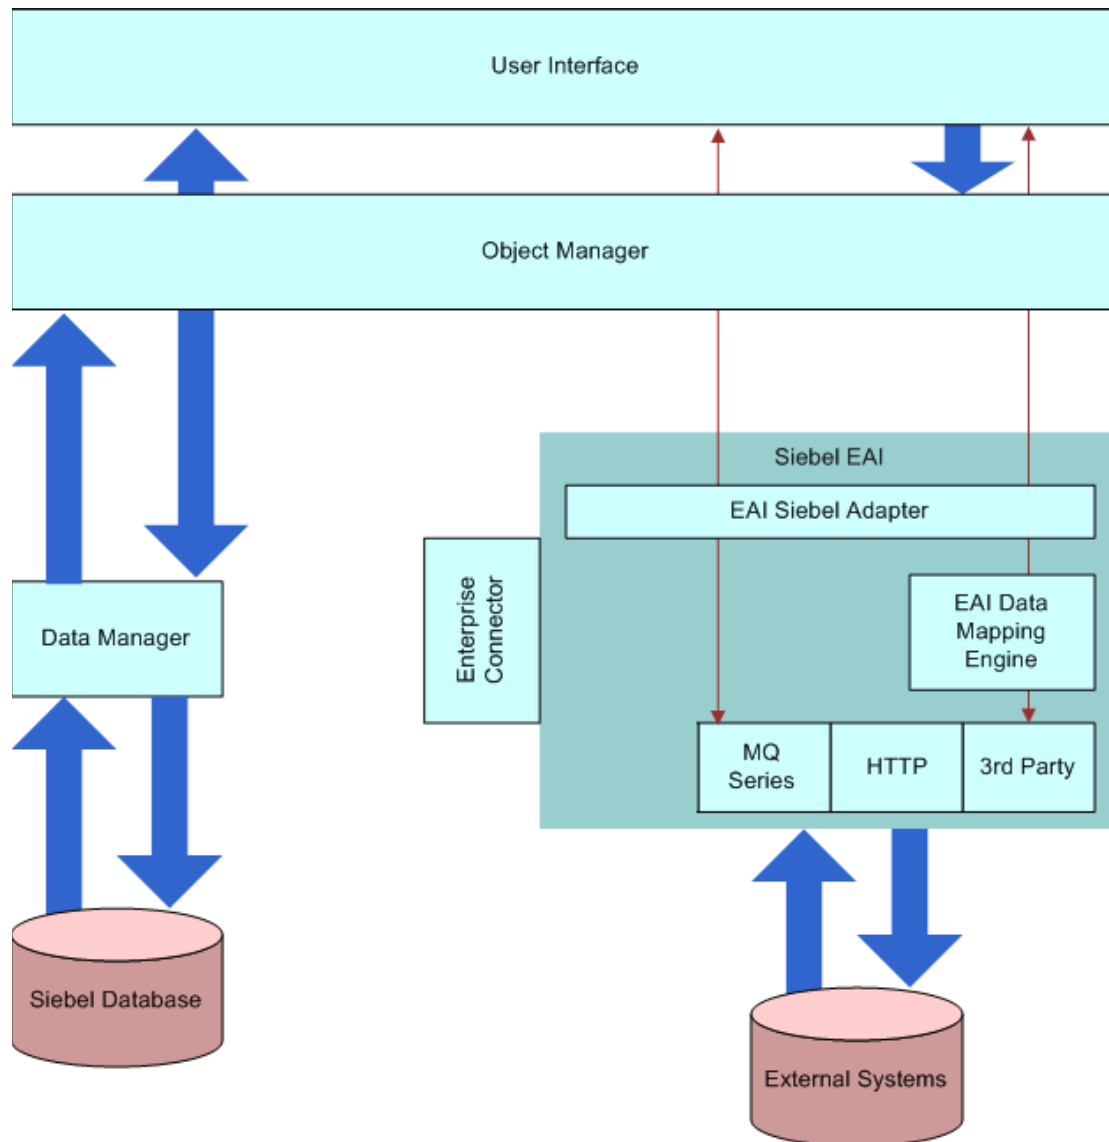 User Interface
Object Manager
Siebel EAI
EAI Siebel Adapter
Enterprise
Connector
EAI Data
Mapping
Engine
Data Manager
MQ
Series
HTTP
3rd Party
Siebel Database
External Systems